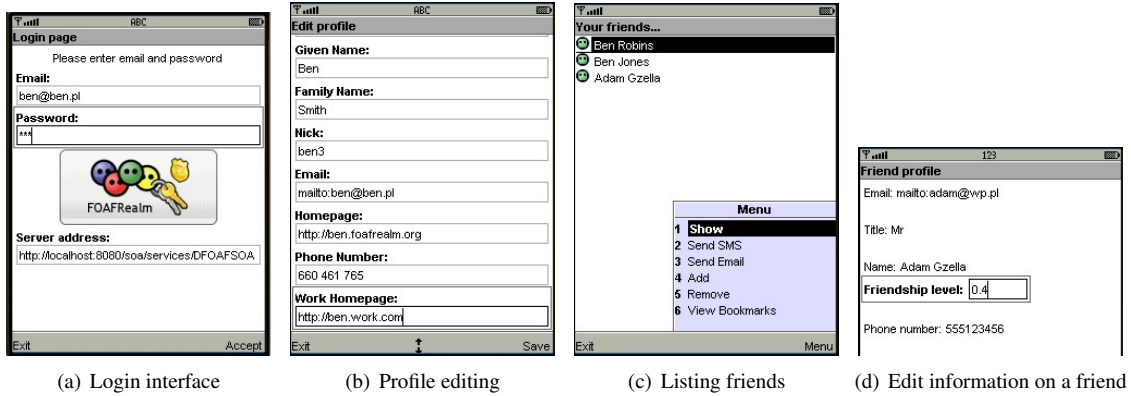 ABC
Login page
Please enter email and password
Email:
ben@ben.pl
Password:
***
FOAFRealm
Server address:
http://localhost:8080/soa/services/DFOAFSOA
Exit Accept
(a) Login interface
ABC
Edit profile
Given Name:
Ben
Family Name:
Smith
Nick:
ben3
Email:
mailto:ben@ben.pl
Homepage:
http://ben.foafrealm.org
Phone Number:
660 461 765
Work Homepage:
http://ben.work.com
Exit Save
(b) Profile editing
Your friends...
Ben Robins
Ben Jones
Adam Gzella
Menu
1 Show
2 Send SMS
3 Send Email
4 Add
5 Remove
6 View Bookmarks
Exit Menu
(c) Listing friends
123
Friend profile
Email: mailto:adam@wp.pl
Title: Mr
Name: Adam Gzella
Friendship level: 0.4
Phone number: 555123456
(d) Edit information on a friend